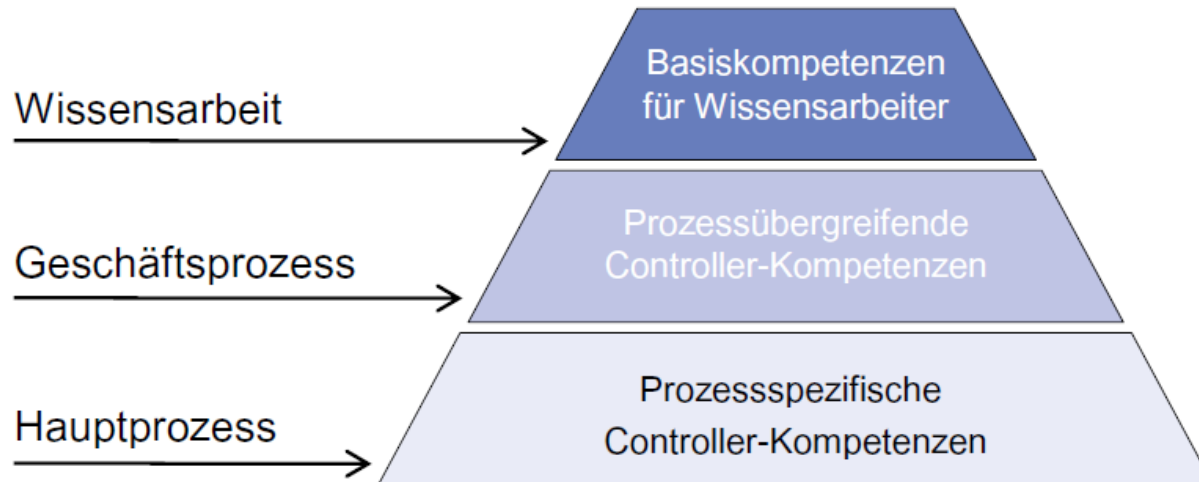 Wissensarbeit
Basiskompetenzen
für Wissensarbeiter
Geschäftsprozess
Prozessübergreifende
Controller-Kompetenzen
Hauptprozess
Prozessspezifische
Controller-Kompetenzen